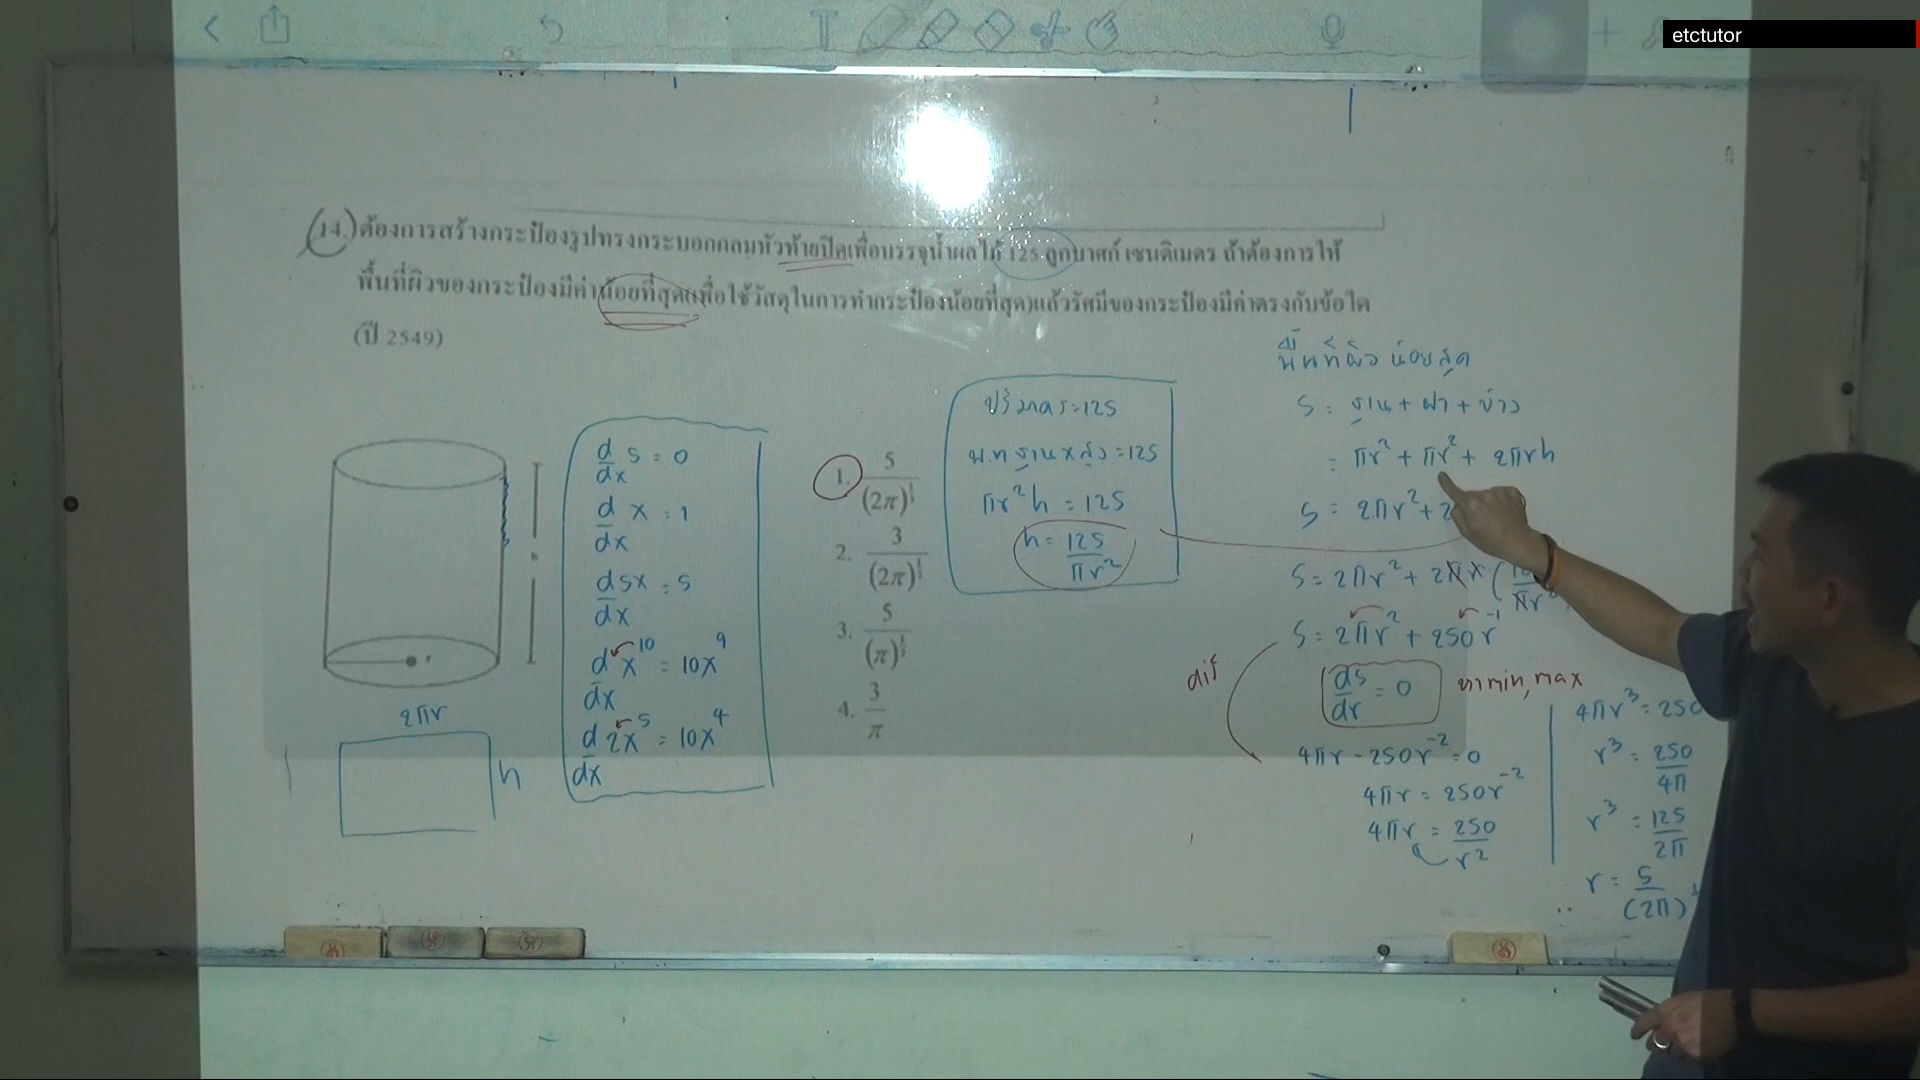 etctutor
14. ต้องการสร้างกระป๋องรูปทรงกระบอกกลมหัวท้ายปิดเพื่อบรรจุน้ำผลไม้ 125 ลูกบาศก์ เซนติเมตร ถ้าต้องการให้
พื้นที่ผิวของกระป๋องมีค่าน้อยที่สุด(เพื่อใช้วัสดุในการทำกระป๋องน้อยที่สุด)แล้วรัศมีของกระป๋องมีค่าตรงกับข้อใด
(ปี 2549)
r
2πr
h
d/dx 5 = 0
d/dx x = 1
d5x/dx = 5
d/dx x^10 = 10x^9
d/dx 2x^5 = 10x^4
1. 5/(2π)^⅓
2. 3/(2π)^⅓
3. 5/(π)
4. 3/π
ปริมาตร = 125
พ.ท ฐาน x สูง = 125
πr²h = 125
h = 125/πr²
พื้นที่ผิว น้อยสุด
S = ฐาน + ฝา + ข้าง
= πr² + πr² + 2πrh
S = 2πr² + 2
S = 2πr² + 2πr (
πr
S = 2πr² + 250r⁻¹
dif
ds/dr = 0
หา min, max
4πr - 250r⁻² = 0
4πr = 250r⁻²
4πr = 250/r²
4πr³ = 250
r³ = 250/4π
r³ = 125/2π
r = 5/(2π)